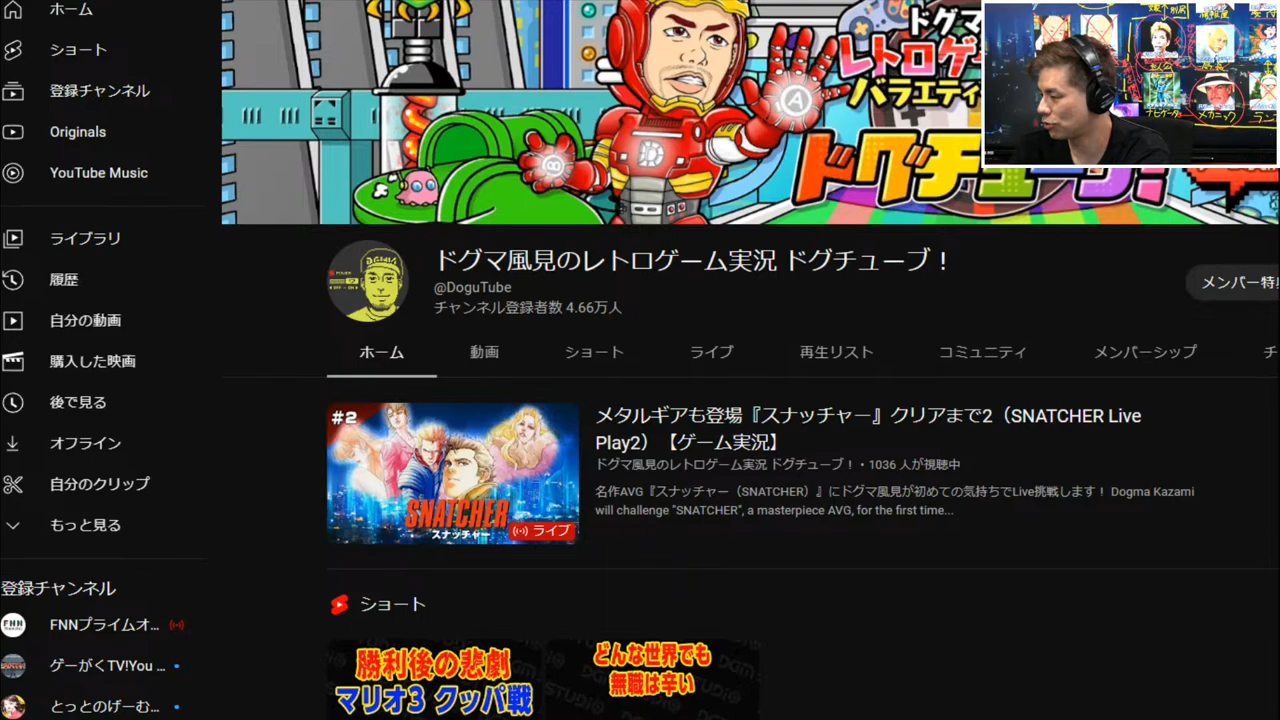 ホーム
ショート
登録チャンネル
Originals
YouTube Music
ライブラリ
履歴
自分の動画
購入した映画
後で見る
オフライン
自分のクリップ
もっと見る
登録チャンネル
FNN
FNNプライムオ...
ゲーがくTV!You ...
とっとのげーむ...
ドグマ
レトロゲー
バラエティ
ドグチューブ!
A
B
メカニック
ドグマ風見のレトロゲーム実況 ドグチューブ！
@DoguTube
チャンネル登録者数 4.66万人
メンバー特
ホーム
動画
ショート
ライブ
再生リスト
コミュニティ
メンバーシップ
チ
#2
SNATCHER
スナッチャー
ライブ
メタルギアも登場『スナッチャー』クリアまで2（SNATCHER Live
Play2）【ゲーム実況】
ドグマ風見のレトロゲーム実況 ドグチューブ！・1036 人が視聴中
名作AVG『スナッチャー（SNATCHER）』にドグマ風見が初めての気持ちでLive挑戦します！ Dogma Kazami
will challenge "SNATCHER", a masterpiece AVG, for the first time...
ショート
勝利後の悲劇
マリオ3 クッパ戦
どんな世界でも
無職は辛い